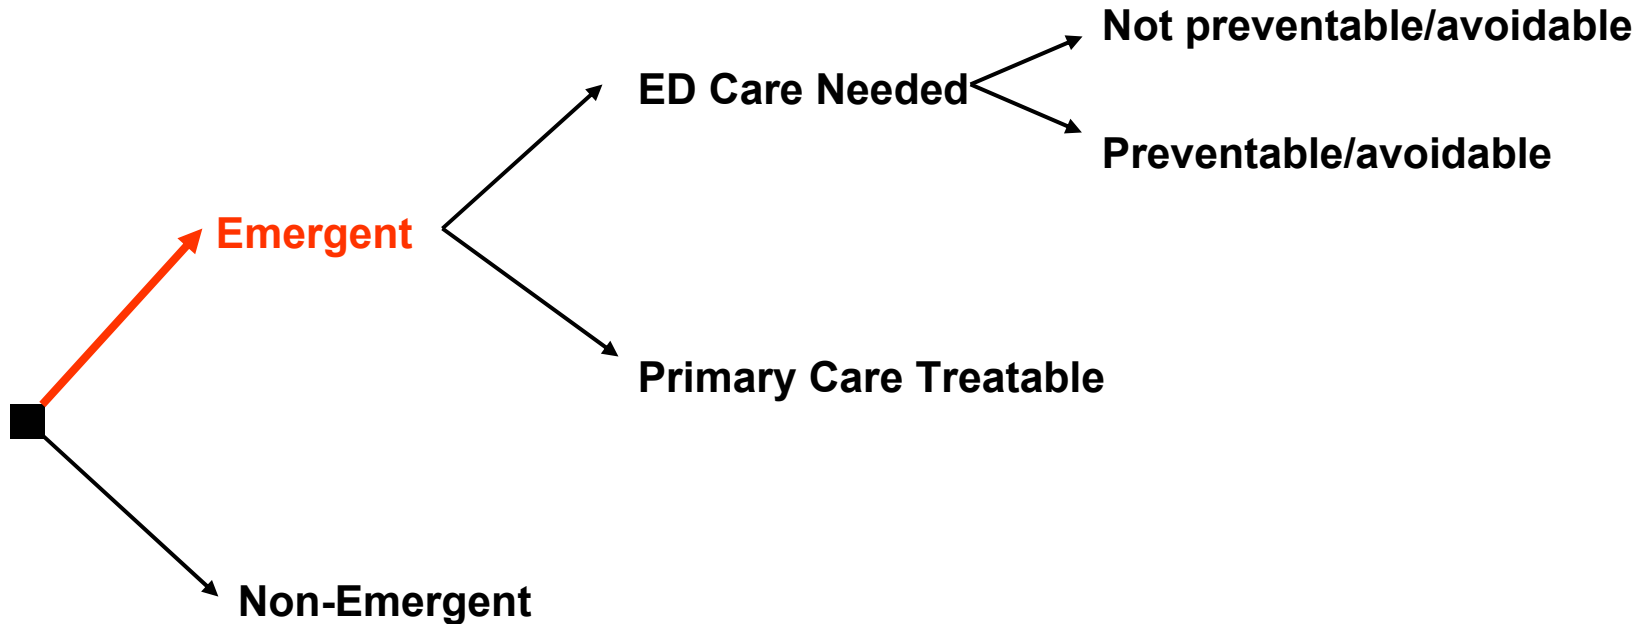 Not preventable/avoidable
ED Care Needed
Preventable/avoidable
Emergent
Primary Care Treatable
Non-Emergent